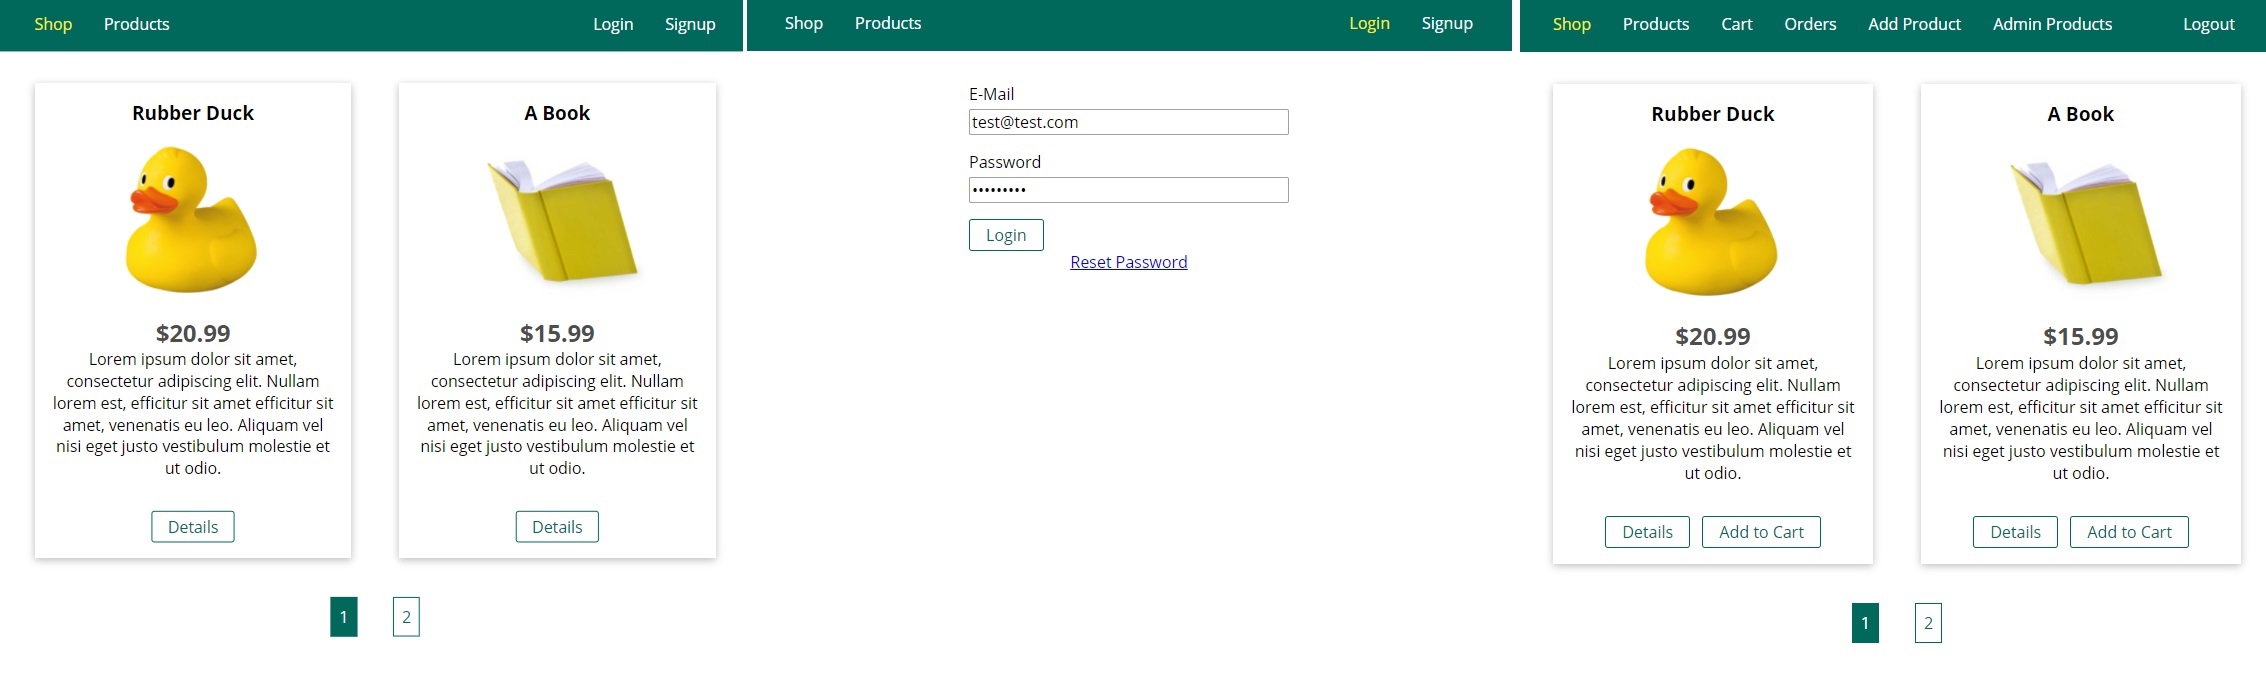 Shop Products Login Signup
Rubber Duck
$20.99
Lorem ipsum dolor sit amet,
consectetur adipiscing elit. Nullam
lorem est, efficitur sit amet efficitur sit
amet, venenatis eu leo. Aliquam vel
nisi eget justo vestibulum molestie et
ut odio.
Details
A Book
$15.99
Lorem ipsum dolor sit amet,
consectetur adipiscing elit. Nullam
lorem est, efficitur sit amet efficitur sit
amet, venenatis eu leo. Aliquam vel
nisi eget justo vestibulum molestie et
ut odio.
Details
1 2
Shop Products Login Signup
E-Mail
test@test.com
Password
•••••••••
Login
Reset Password
Shop Products Cart Orders Add Product Admin Products Logout
Rubber Duck
$20.99
Lorem ipsum dolor sit amet,
consectetur adipiscing elit. Nullam
lorem est, efficitur sit amet efficitur sit
amet, venenatis eu leo. Aliquam vel
nisi eget justo vestibulum molestie et
ut odio.
Details Add to Cart
A Book
$15.99
Lorem ipsum dolor sit amet,
consectetur adipiscing elit. Nullam
lorem est, efficitur sit amet efficitur sit
amet, venenatis eu leo. Aliquam vel
nisi eget justo vestibulum molestie et
ut odio.
Details Add to Cart
1 2